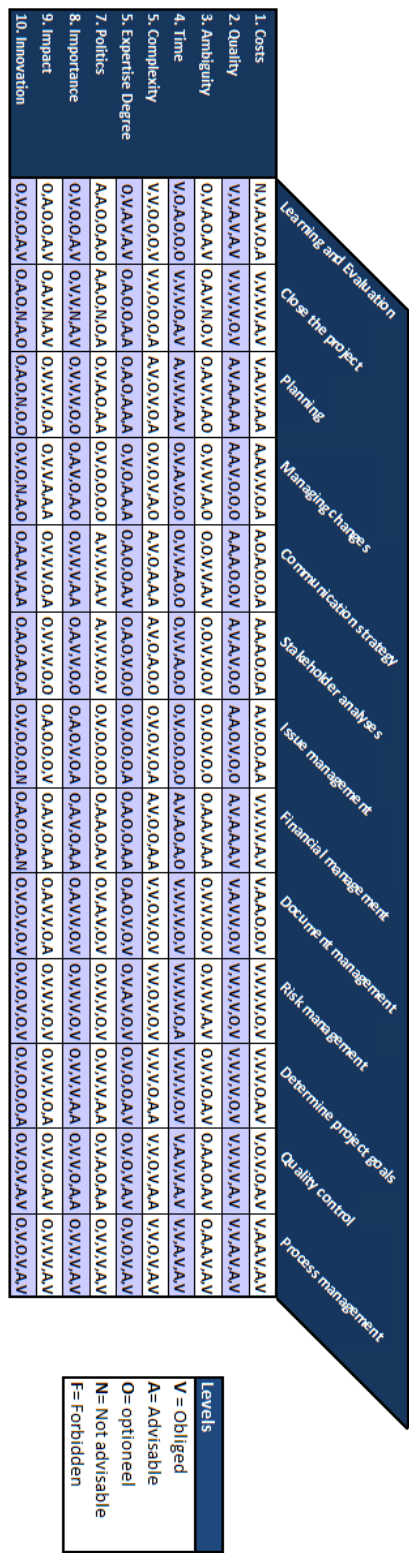 Learning and Evaluation
Close the project
Planning
Managing changes
Communication strategy
Stakeholder analyses
Issue management
Financial management
Document management
Risk management
Determine project goals
Quality control
Process management
1. Costs N,V,A,V,O,A V,V,V,V,A,V V,A,V,V,A,A A,A,V,V,O,A A,O,A,O,O,A A,A,A,O,O,A A,V,O,O,A,A V,V,V,V,A,V V,A,A,O,O,V V,V,V,V,O,V V,V,V,O,A,V V,O,V,O,A,V V,A,A,V,A,V
2. Quality V,V,A,V,A,V V,V,V,V,O,V A,V,A,A,A,A A,A,V,V,O,O A,A,A,O,O,V A,V,A,V,O,O A,A,O,V,O,O A,V,A,A,A,V V,A,V,V,O,V V,V,V,V,O,V V,V,V,V,O,V V,V,V,V,A,V V,V,A,V,A,V
3. Ambiguity O,V,A,O,A,V O,A,V,N,O,V O,A,V,V,A,O O,V,V,V,A,O O,O,V,V,A,V O,O,V,V,O,V O,V,O,V,O,O O,A,A,V,A,A O,V,V,V,O,V O,V,V,V,A,V O,V,V,O,A,V O,A,A,O,A,V O,A,A,V,A,V
4. Time V,O,A,O,O,O V,V,V,O,A,V A,V,V,V,A,V O,V,A,V,O,O O,V,V,A,O,O O,V,V,A,O,O O,V,O,O,O,O A,V,A,O,A,O V,V,V,V,O,V V,V,V,V,O,A V,V,V,V,O,V V,A,V,V,A,V V,V,A,V,A,V
5. Complexity V,V,O,O,O,V V,V,O,O,O,A A,V,O,V,O,A O,V,O,V,A,O A,V,O,A,A,A A,V,O,A,O,O O,V,O,V,O,A A,V,O,O,A,A V,V,O,V,O,V V,V,O,V,O,V V,V,V,O,A,A V,V,O,V,A,A V,V,O,V,A,V
5. Expertise Degree O,V,A,V,A,V O,A,O,O,A,A O,A,O,A,A,A O,V,O,A,A,A O,A,O,O,A,V O,A,O,V,O,O O,V,O,O,O,A O,A,O,O,A,A O,A,O,V,O,V O,V,A,V,O,V O,V,O,O,A,V O,V,O,V,A,V O,V,O,V,A,V
7. Politics A,A,O,O,A,O A,A,O,N,O,A O,V,A,O,A,A O,V,O,O,O,O A,V,V,V,A,V A,V,V,V,O,V O,V,O,O,O,O O,A,A,O,A,V O,V,A,V,O,V O,V,V,V,O,V O,V,V,V,A,A O,V,A,O,A,A O,V,V,V,A,V
8. Importance O,V,O,O,A,V O,V,V,N,A,V O,V,V,V,O,O O,A,V,O,A,O O,V,V,V,A,A O,A,V,V,O,O O,A,O,V,O,A O,A,V,O,A,A O,A,V,V,O,V O,A,V,V,O,V O,V,V,V,A,A O,V,V,O,A,A O,V,V,V,A,V
9. Impact O,A,O,O,A,V O,A,V,N,A,V O,V,V,V,O,A O,V,V,A,A,A O,V,V,V,O,A O,V,V,V,O,O O,A,O,O,O,V O,A,V,O,A,A O,A,V,V,O,A O,V,V,V,O,V O,V,V,V,O,A O,V,V,O,A,V O,V,V,V,A,V
10. Innovation O,V,O,O,A,V O,A,O,N,A,O O,A,O,N,O,O O,V,O,N,A,O O,A,A,V,A,A O,A,O,A,O,A O,V,O,O,O,N O,A,O,O,A,N O,V,O,V,O,V O,V,O,V,O,V O,V,O,O,O,A O,V,O,V,A,V O,V,O,V,A,V
Levels
V = Obliged
A= Advisable
O= optioneel
N= Not advisable
F= Forbidden